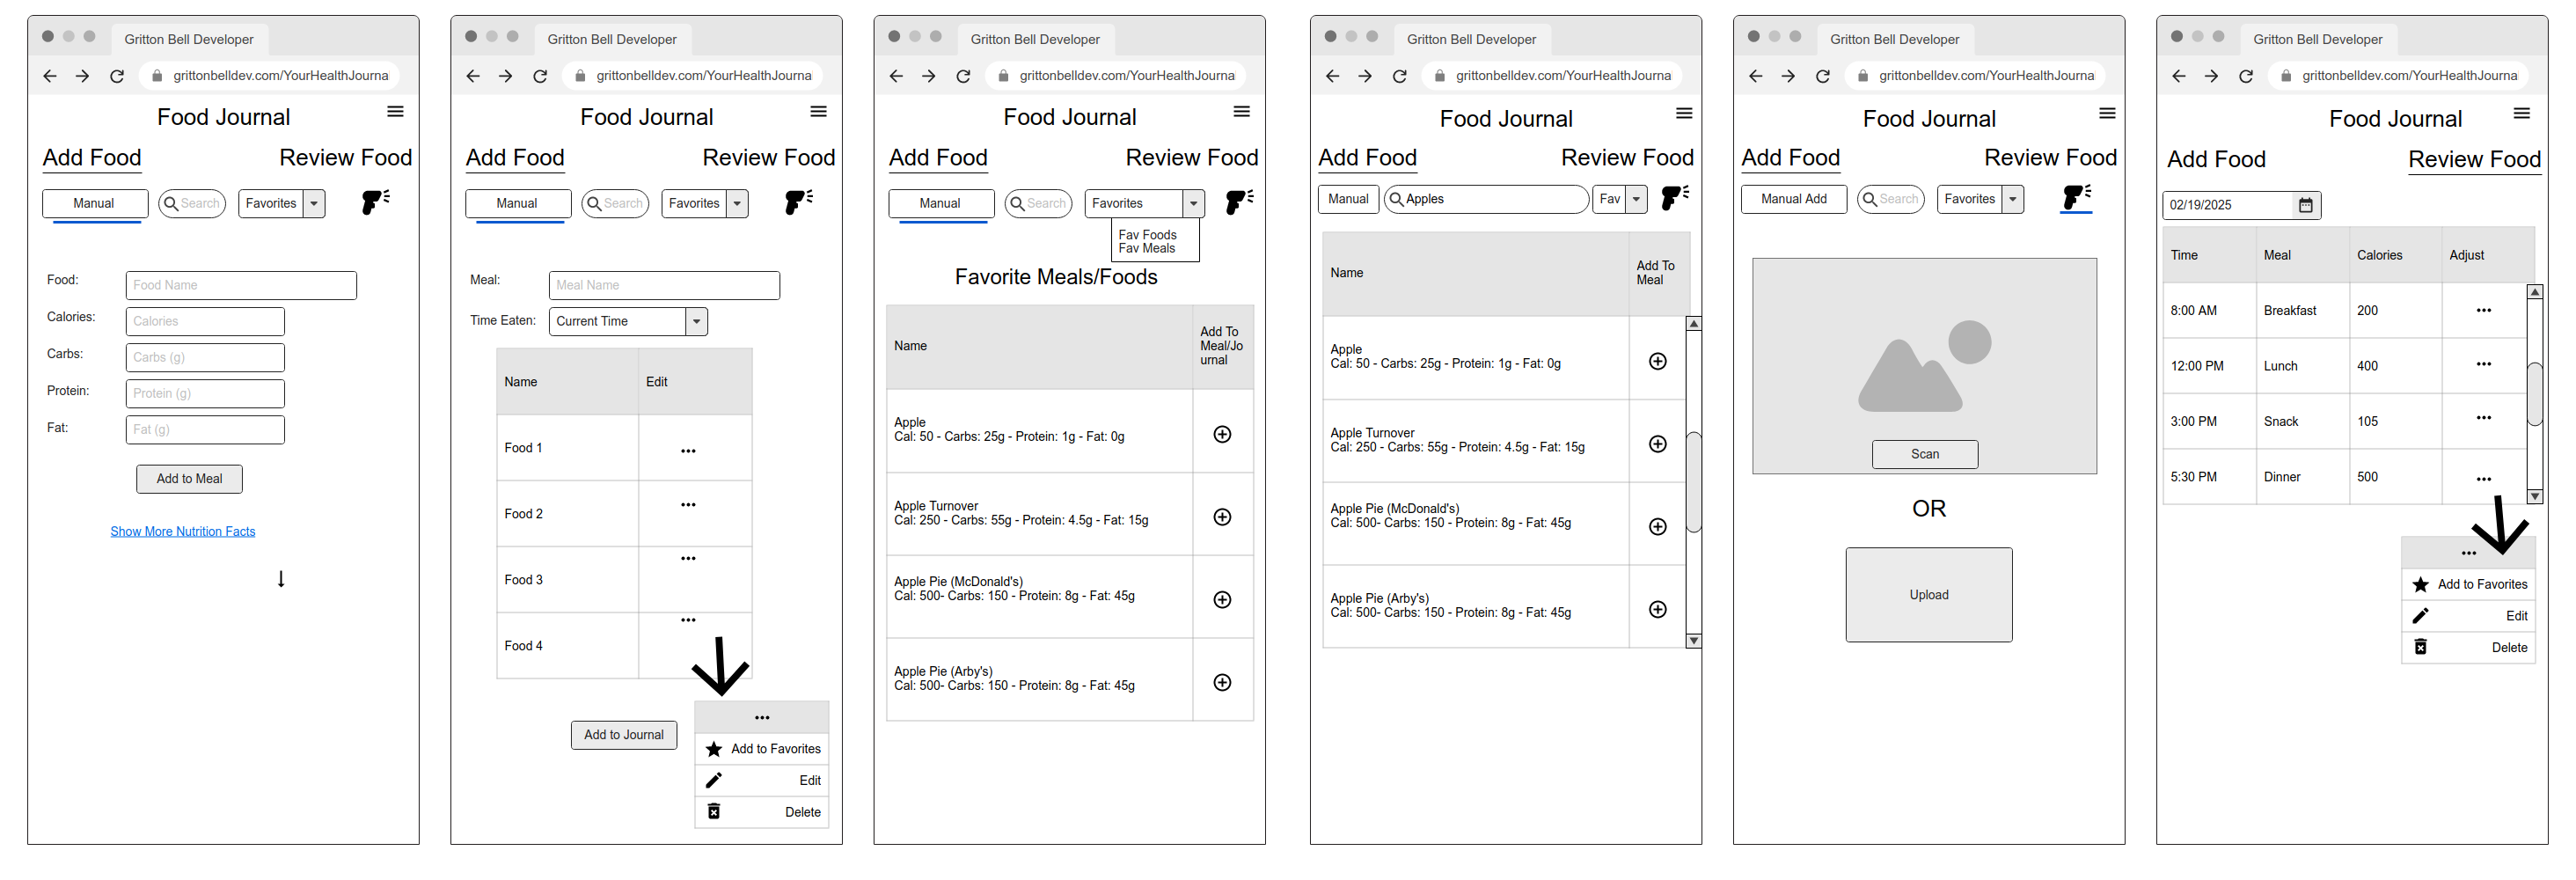 Gritton Bell Developer
grittonbelldev.com/YourHealthJourna
Food Journal
Add Food
Review Food
Manual
Search
Favorites
Food:
Food Name
Calories:
Calories
Carbs:
Carbs (g)
Protein:
Protein (g)
Fat:
Fat (g)
Add to Meal
Show More Nutrition Facts
Gritton Bell Developer
grittonbelldev.com/YourHealthJourna
Food Journal
Add Food
Review Food
Manual
Search
Favorites
Meal:
Meal Name
Time Eaten:
Current Time
Name
Edit
Food 1
Food 2
Food 3
Food 4
Add to Journal
Add to Favorites
Edit
Delete
Gritton Bell Developer
grittonbelldev.com/YourHealthJourna
Food Journal
Add Food
Review Food
Manual
Search
Favorites
Fav Foods
Fav Meals
Favorite Meals/Foods
Name
Add To
Meal/Jo
urnal
Apple
Cal: 50 - Carbs: 25g - Protein: 1g - Fat: 0g
Apple Turnover
Cal: 250 - Carbs: 55g - Protein: 4.5g - Fat: 15g
Apple Pie (McDonald's)
Cal: 500- Carbs: 150 - Protein: 8g - Fat: 45g
Apple Pie (Arby's)
Cal: 500- Carbs: 150 - Protein: 8g - Fat: 45g
Gritton Bell Developer
grittonbelldev.com/YourHealthJourna
Food Journal
Add Food
Review Food
Manual
Apples
Fav
Name
Add To
Meal
Apple
Cal: 50 - Carbs: 25g - Protein: 1g - Fat: 0g
Apple Turnover
Cal: 250 - Carbs: 55g - Protein: 4.5g - Fat: 15g
Apple Pie (McDonald's)
Cal: 500- Carbs: 150 - Protein: 8g - Fat: 45g
Apple Pie (Arby's)
Cal: 500- Carbs: 150 - Protein: 8g - Fat: 45g
Gritton Bell Developer
grittonbelldev.com/YourHealthJourna
Food Journal
Add Food
Review Food
Manual Add
Search
Favorites
Scan
OR
Upload
Gritton Bell Developer
grittonbelldev.com/YourHealthJourna
Food Journal
Add Food
Review Food
02/19/2025
Time
Meal
Calories
Adjust
8:00 AM
Breakfast
200
12:00 PM
Lunch
400
3:00 PM
Snack
105
5:30 PM
Dinner
500
Add to Favorites
Edit
Delete